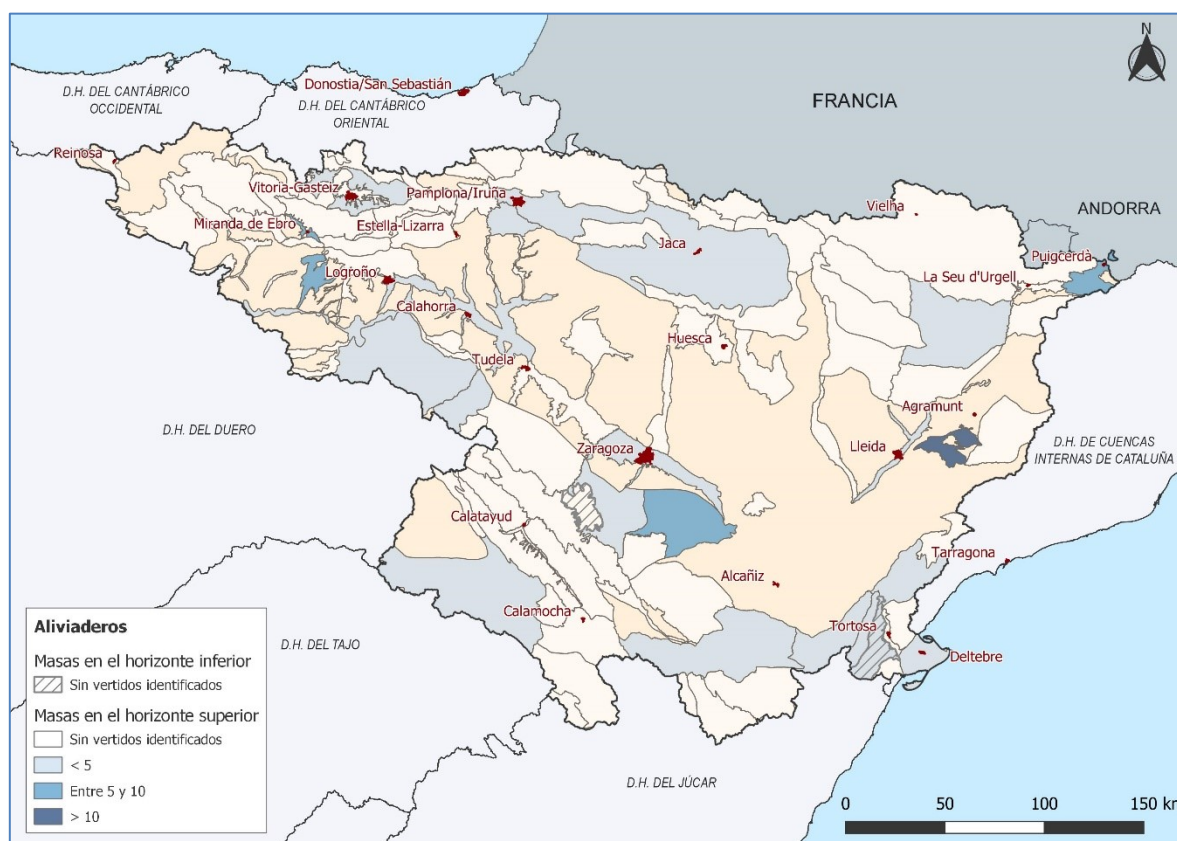 N
Donostia/San Sebastián
D.H. DEL CANTÁBRICO
OCCIDENTAL
D.H. DEL CANTÁBRICO
ORIENTAL
FRANCIA
Reinosa
Vitoria-Gasteiz
Pamplona/Iruña
Vielha
ANDORRA
Miranda de Ebro
Estella-Lizarra
Jaca
Puigcerdà
La Seu d'Urgell
Logroño
Calahorra
Huesca
Tudela
Agramunt
D.H. DEL DUERO
Zaragoza
Lleida
D.H. DE CUENCAS
INTERNAS DE CATALUÑA
Calatayud
Tarragona
Alcañiz
Calamocha
Tortosa
Deltebre
D.H. DEL TAJO
D.H. DEL JÚCAR
Aliviaderos
Masas en el horizonte inferior
Sin vertidos identificados
Masas en el horizonte superior
Sin vertidos identificados
< 5
Entre 5 y 10
> 10
0 50 100 150 km